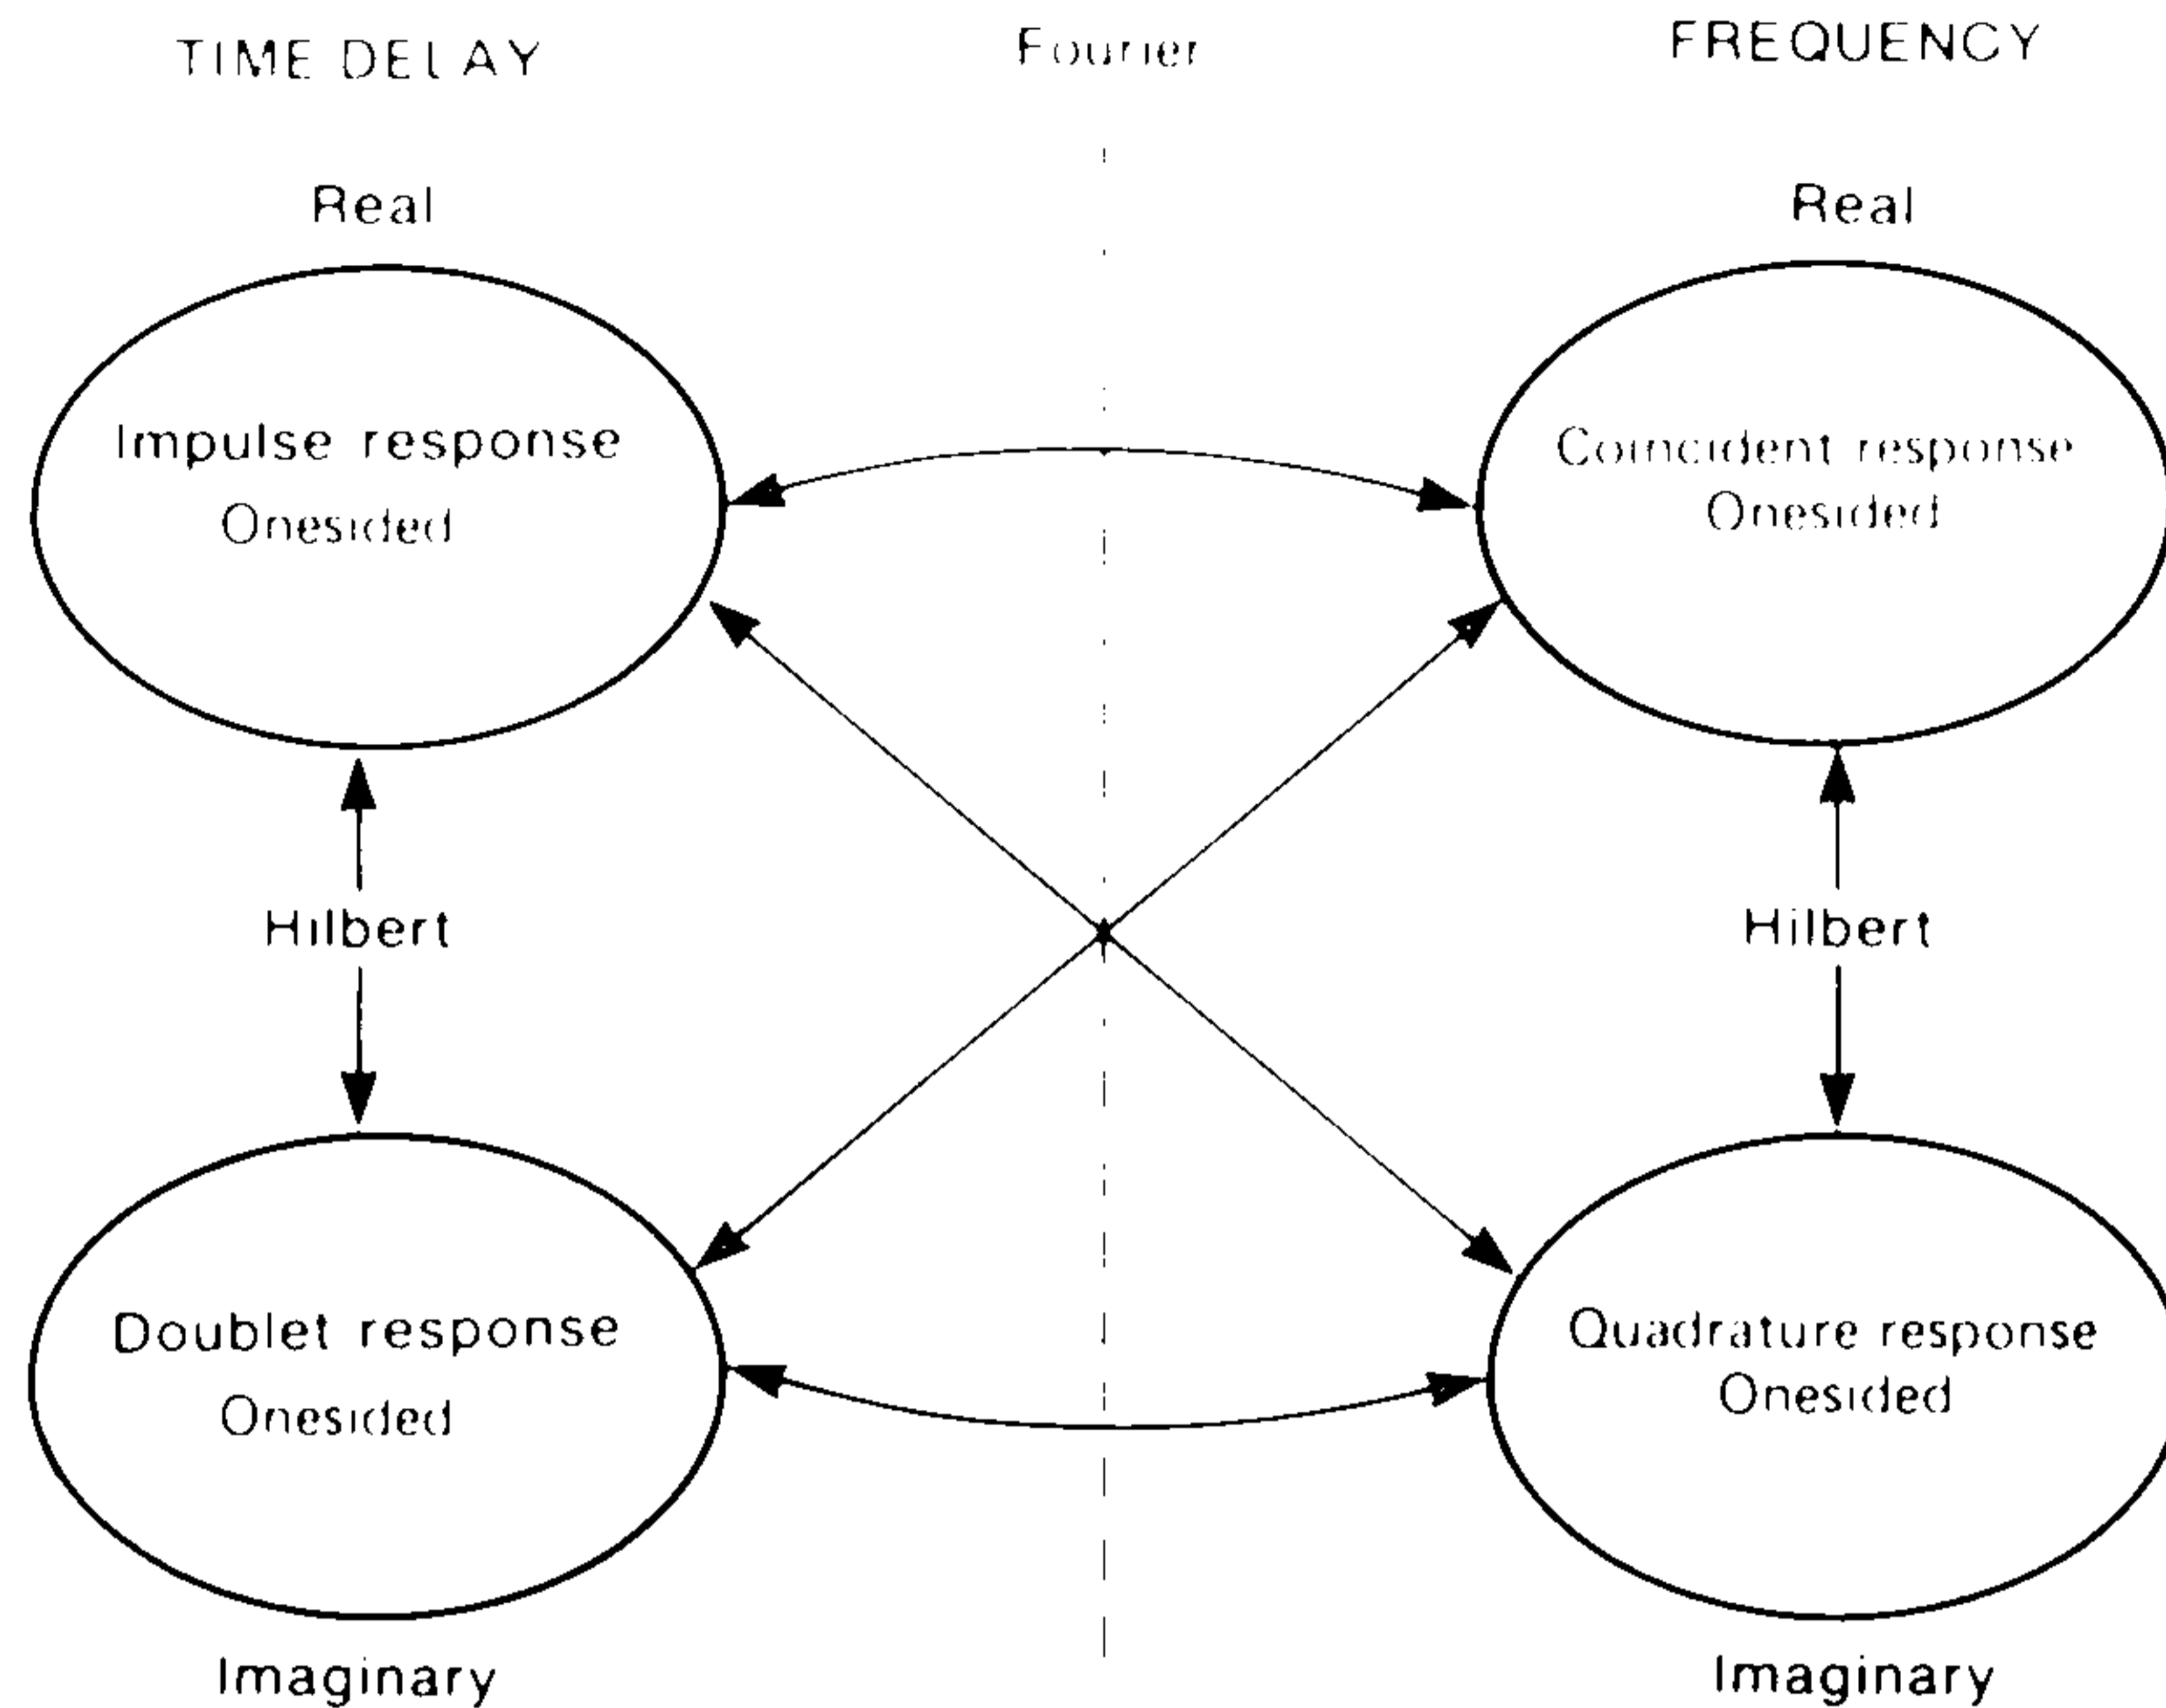 TIME DELAY
Fourier
FREQUENCY
Real
Real
Impulse response
Onesided
Coincident response
Onesided
Hilbert
Hilbert
Doublet response
Onesided
Quadrature response
Onesided
Imaginary
Imaginary